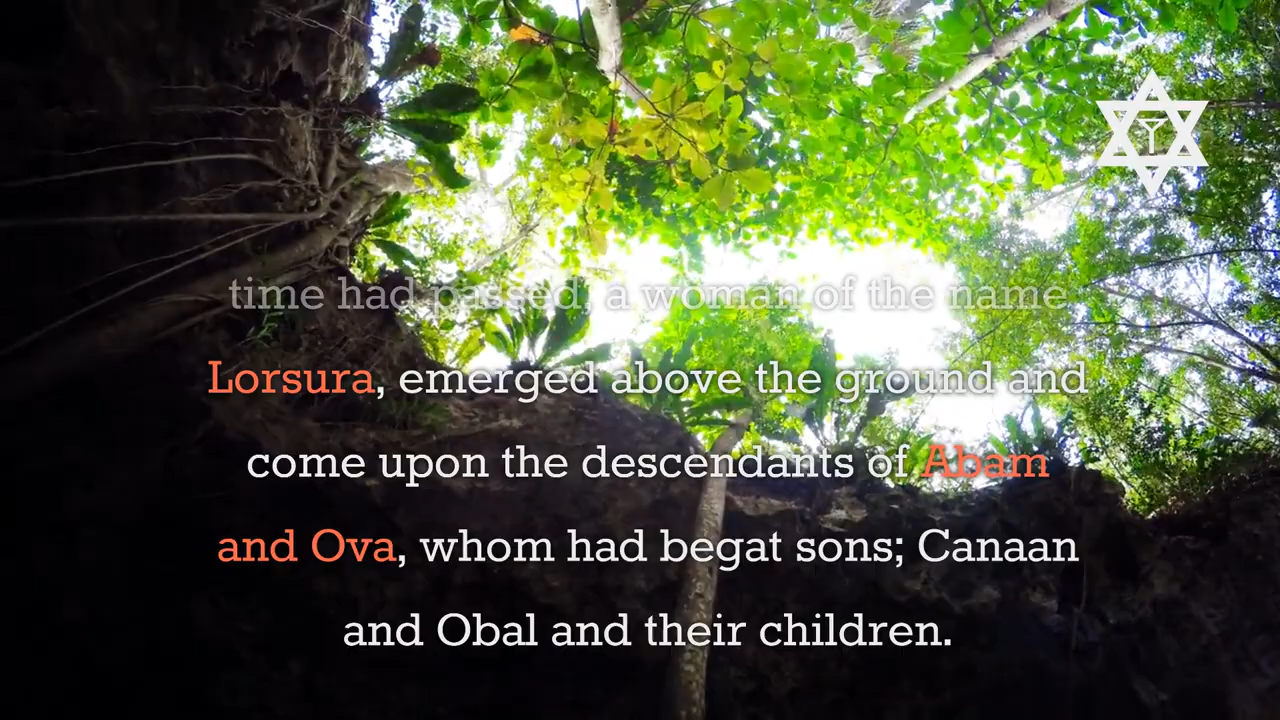 time had passed, a woman of the name
Lorsura, emerged above the ground and
come upon the descendants of Abam
and Ova, whom had begat sons; Canaan
and Obal and their children.